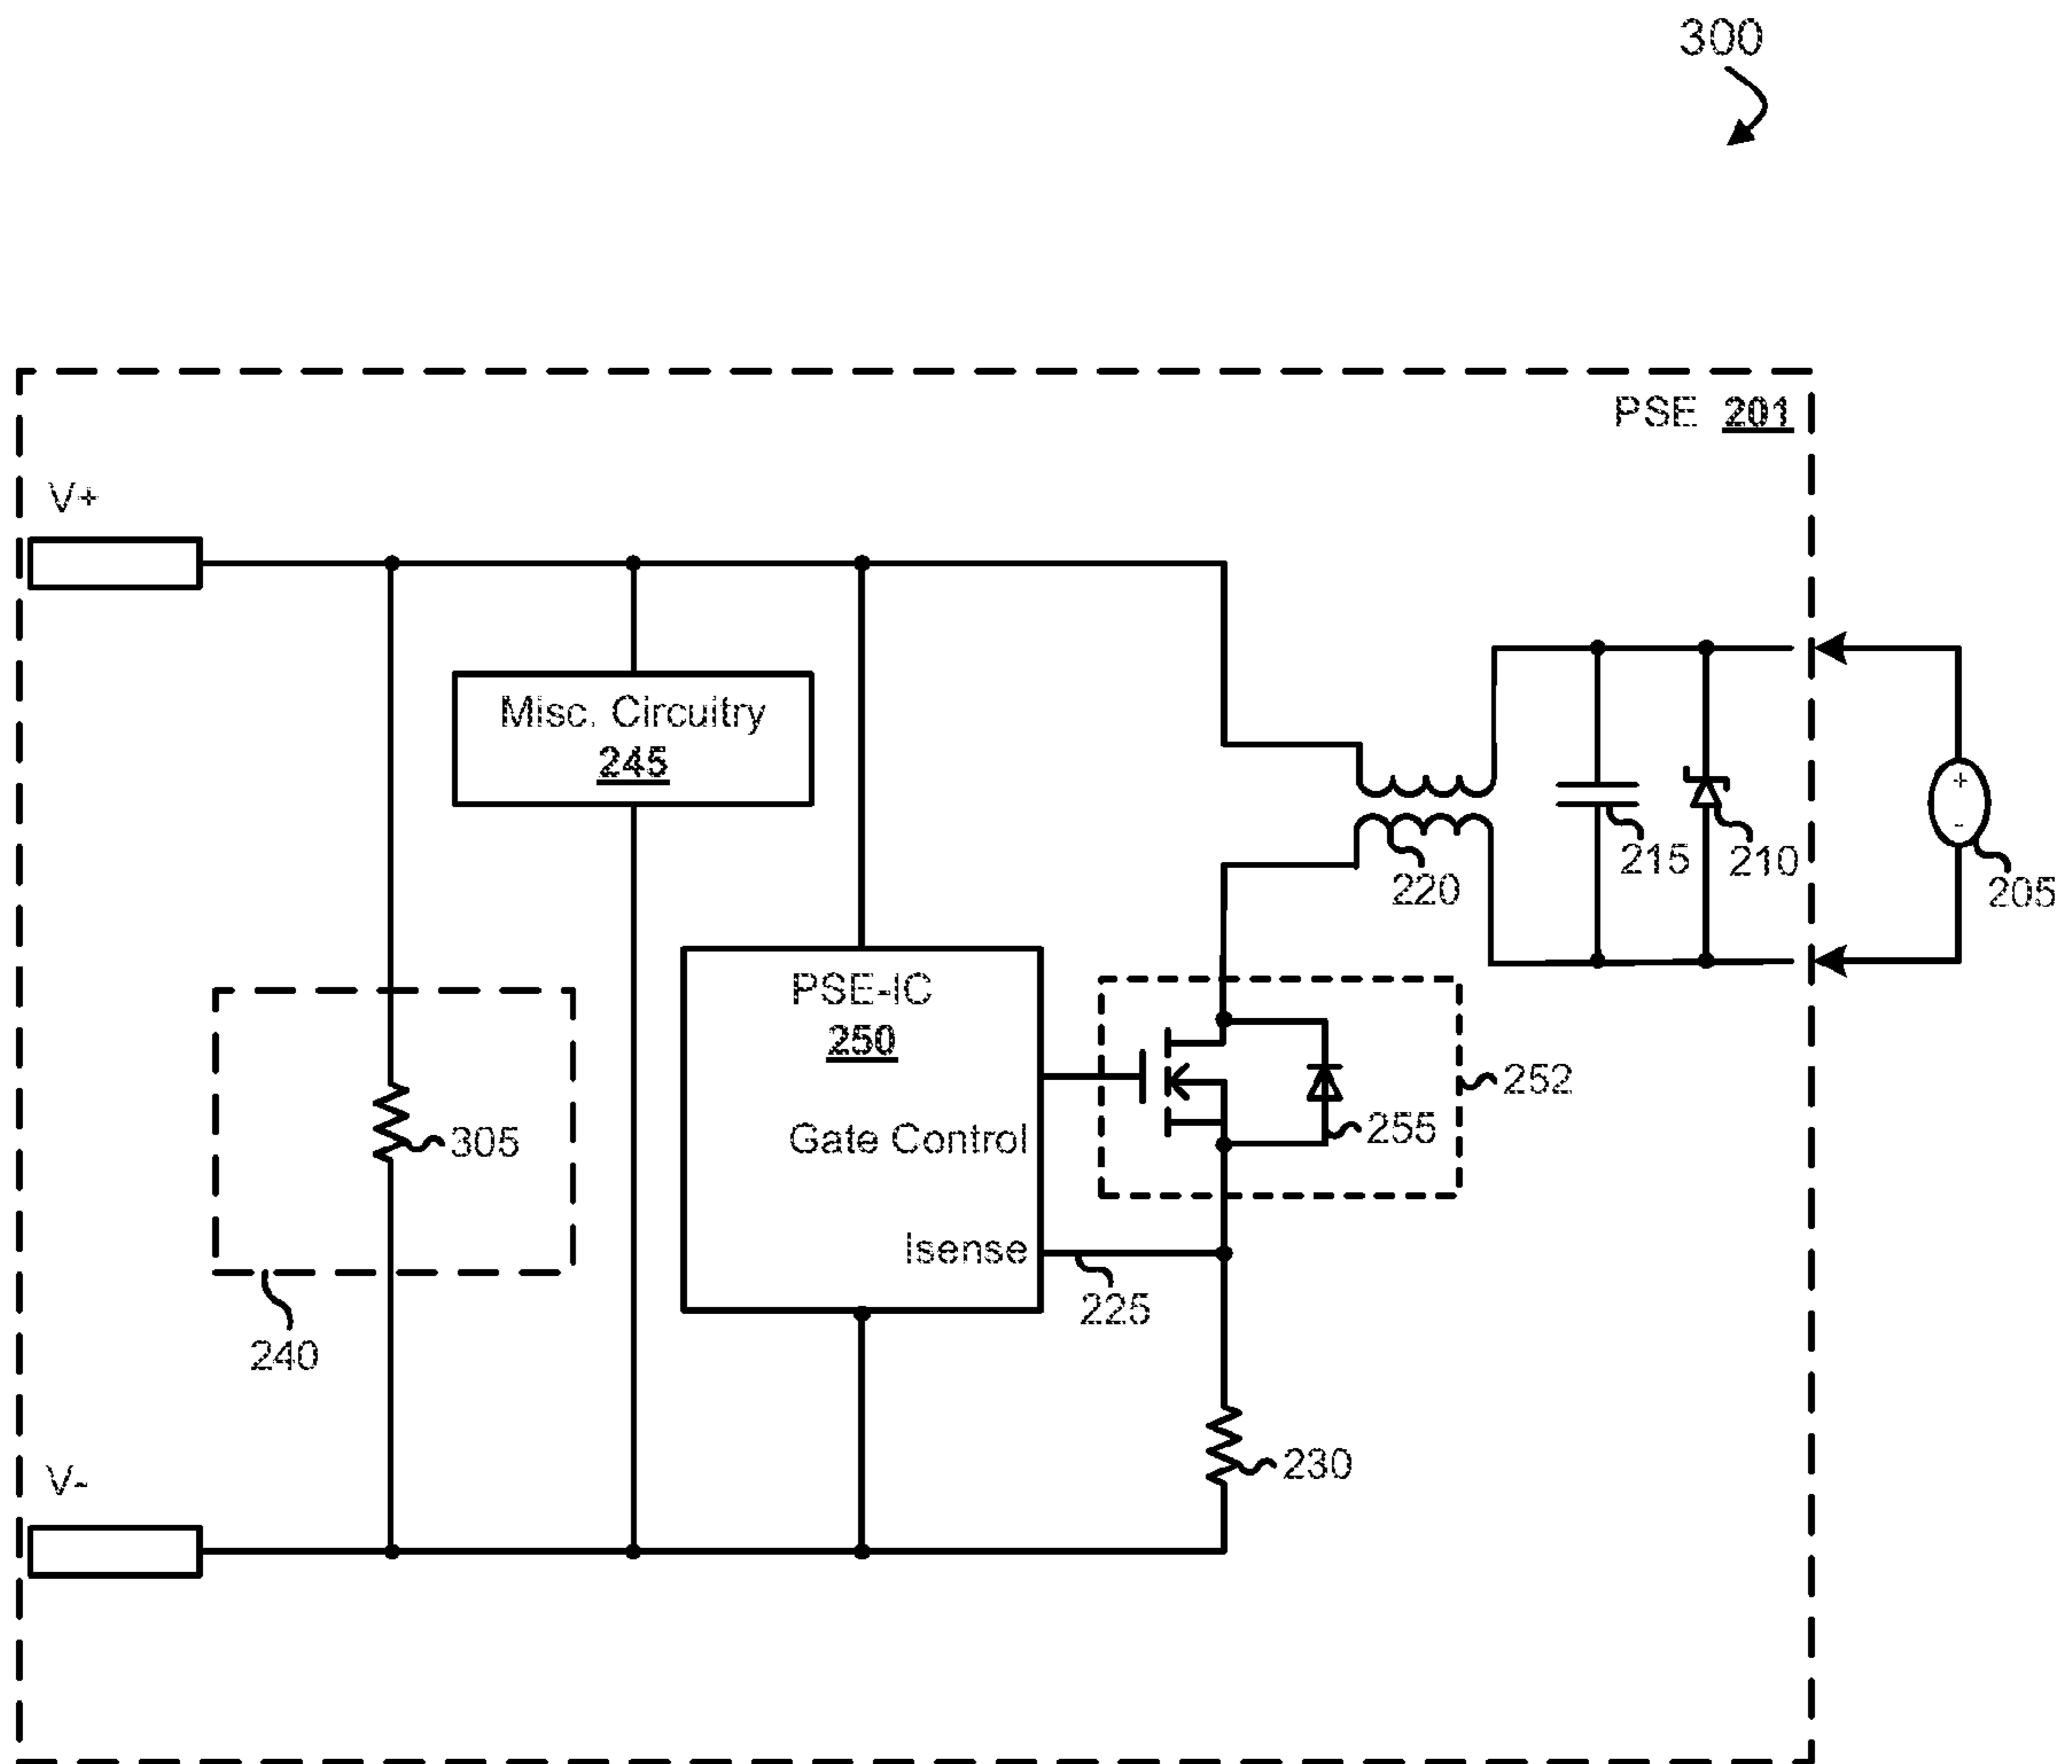 300
PSE 201
V+
Misc. Circuitry
245
215
210
220
205
PSE-IC
250
252
Gate Control
255
305
Isense
225
240
230
V-
+
-